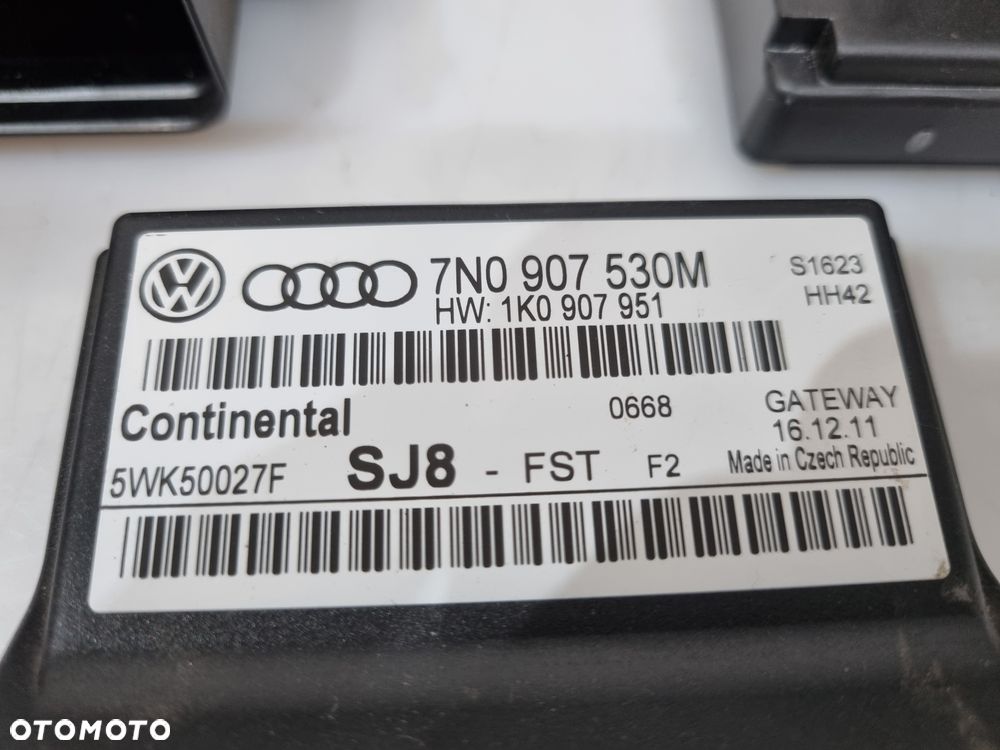 7N0 907 530M
HW: 1K0 907 951
S1623
HH42
Continental
0668
GATEWAY
16.12.11
5WK50027F
SJ8 - FST F2
Made in Czech Republic
OTOMOTO